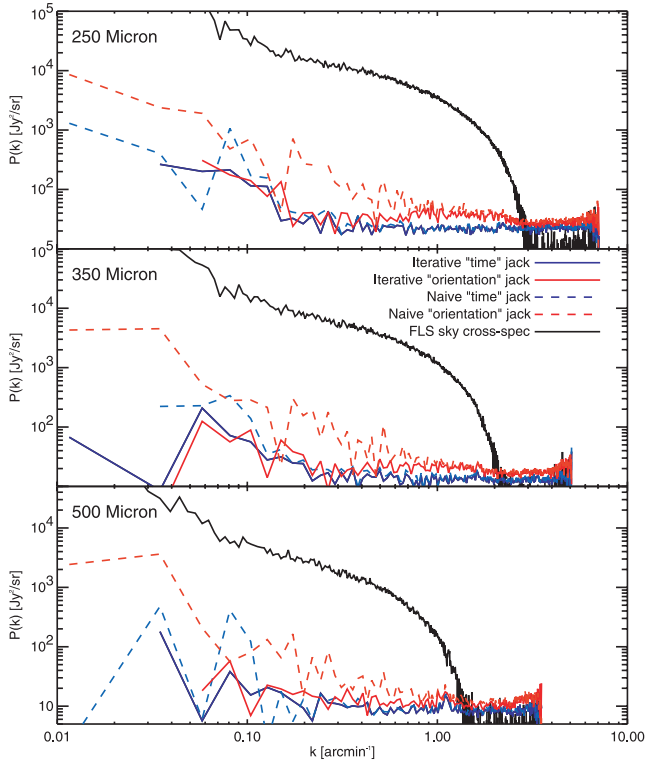 10⁵
250 Micron
10⁴
P(k) [Jy²/sr]
10³
10²
10⁵
350 Micron
Iterative "time" jack
Iterative "orientation" jack
Naive "time" jack
Naive "orientation" jack
FLS sky cross-spec
10⁴
P(k) [Jy²/sr]
10³
10²
500 Micron
10⁴
P(k) [Jy²/sr]
10³
10²
10
0.01
0.10
1.00
10.00
k [arcmin⁻¹]